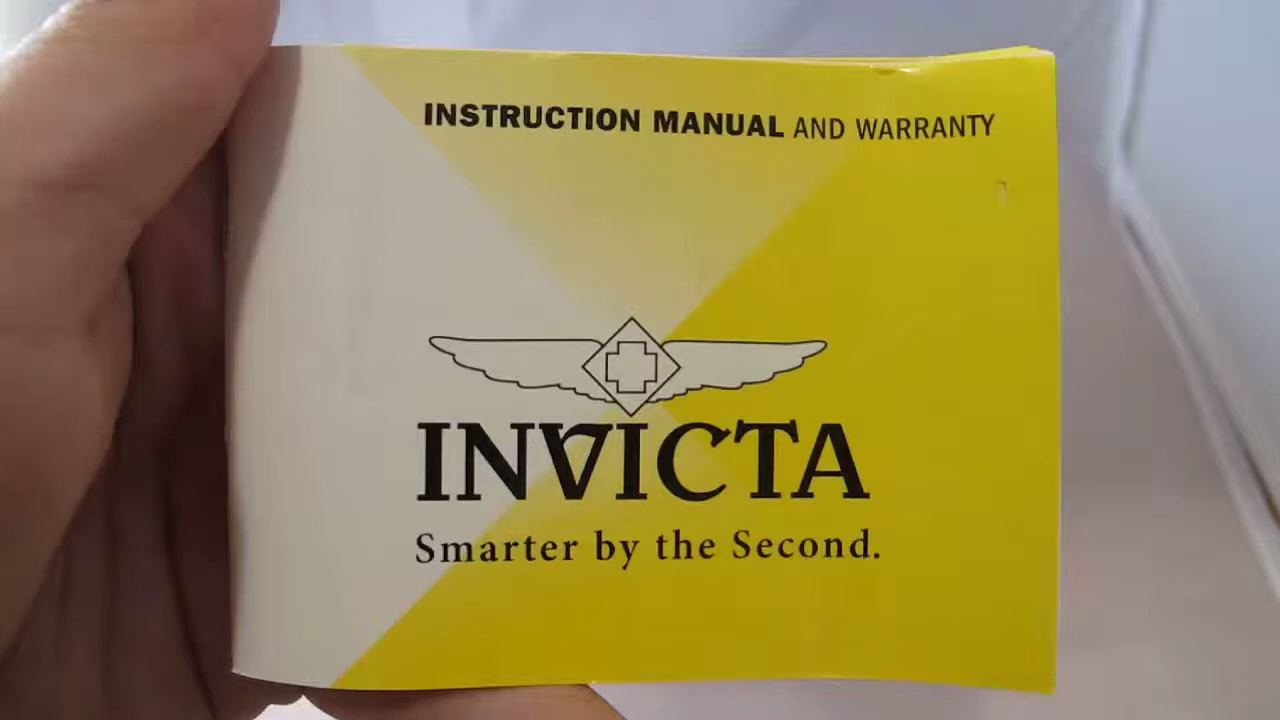 INSTRUCTION MANUAL AND WARRANTY
INVICTA
Smarter by the Second.